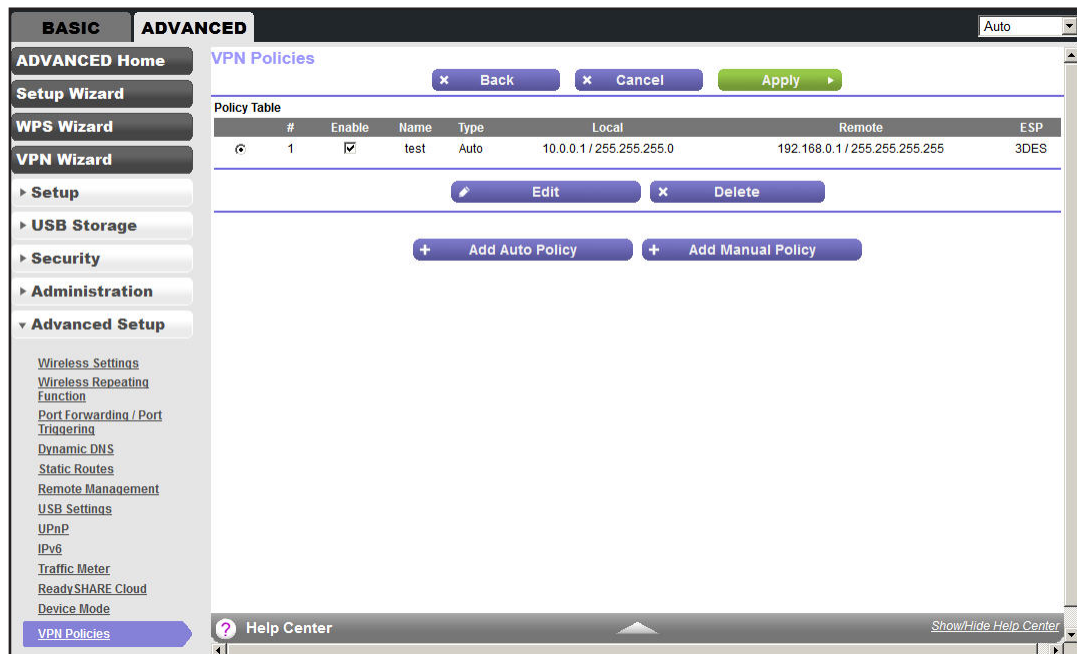 BASIC
ADVANCED
Auto
ADVANCED Home
Setup Wizard
WPS Wizard
VPN Wizard
Setup
USB Storage
Security
Administration
Advanced Setup
Wireless Settings
Wireless Repeating
Function
Port Forwarding / Port
Triggering
Dynamic DNS
Static Routes
Remote Management
USB Settings
UPnP
IPv6
Traffic Meter
ReadySHARE Cloud
Device Mode
VPN Policies
VPN Policies
Back
Cancel
Apply
Policy Table
# Enable Name Type Local Remote ESP
1 test Auto 10.0.0.1 / 255.255.255.0 192.168.0.1 / 255.255.255.255 3DES
Edit
Delete
Add Auto Policy
Add Manual Policy
? Help Center
Show/Hide Help Center